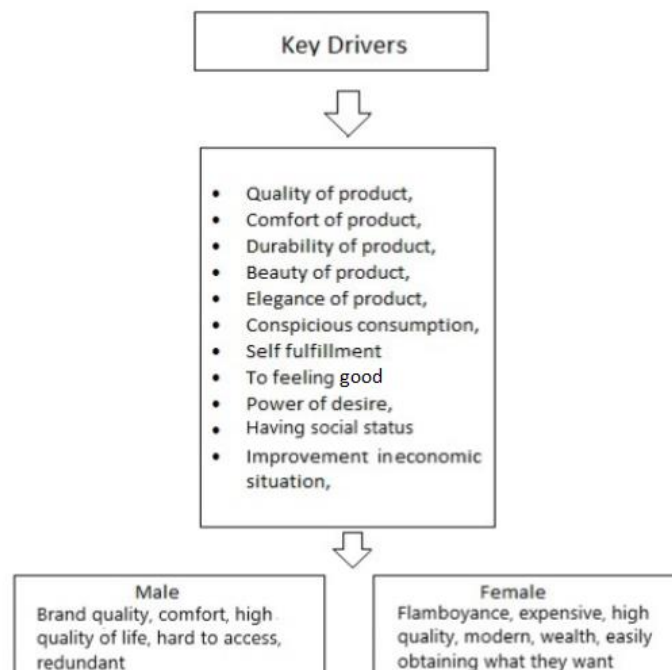 Key Drivers
• Quality of product,
• Comfort of product,
• Durability of product,
• Beauty of product,
• Elegance of product,
• Conspicious consumption,
• Self fulfillment
• To feeling good
• Power of desire,
• Having social status
• Improvement in economic
situation,
Male
Brand quality, comfort, high
quality of life, hard to access,
redundant
Female
Flamboyance, expensive, high
quality, modern, wealth, easily
obtaining what they want